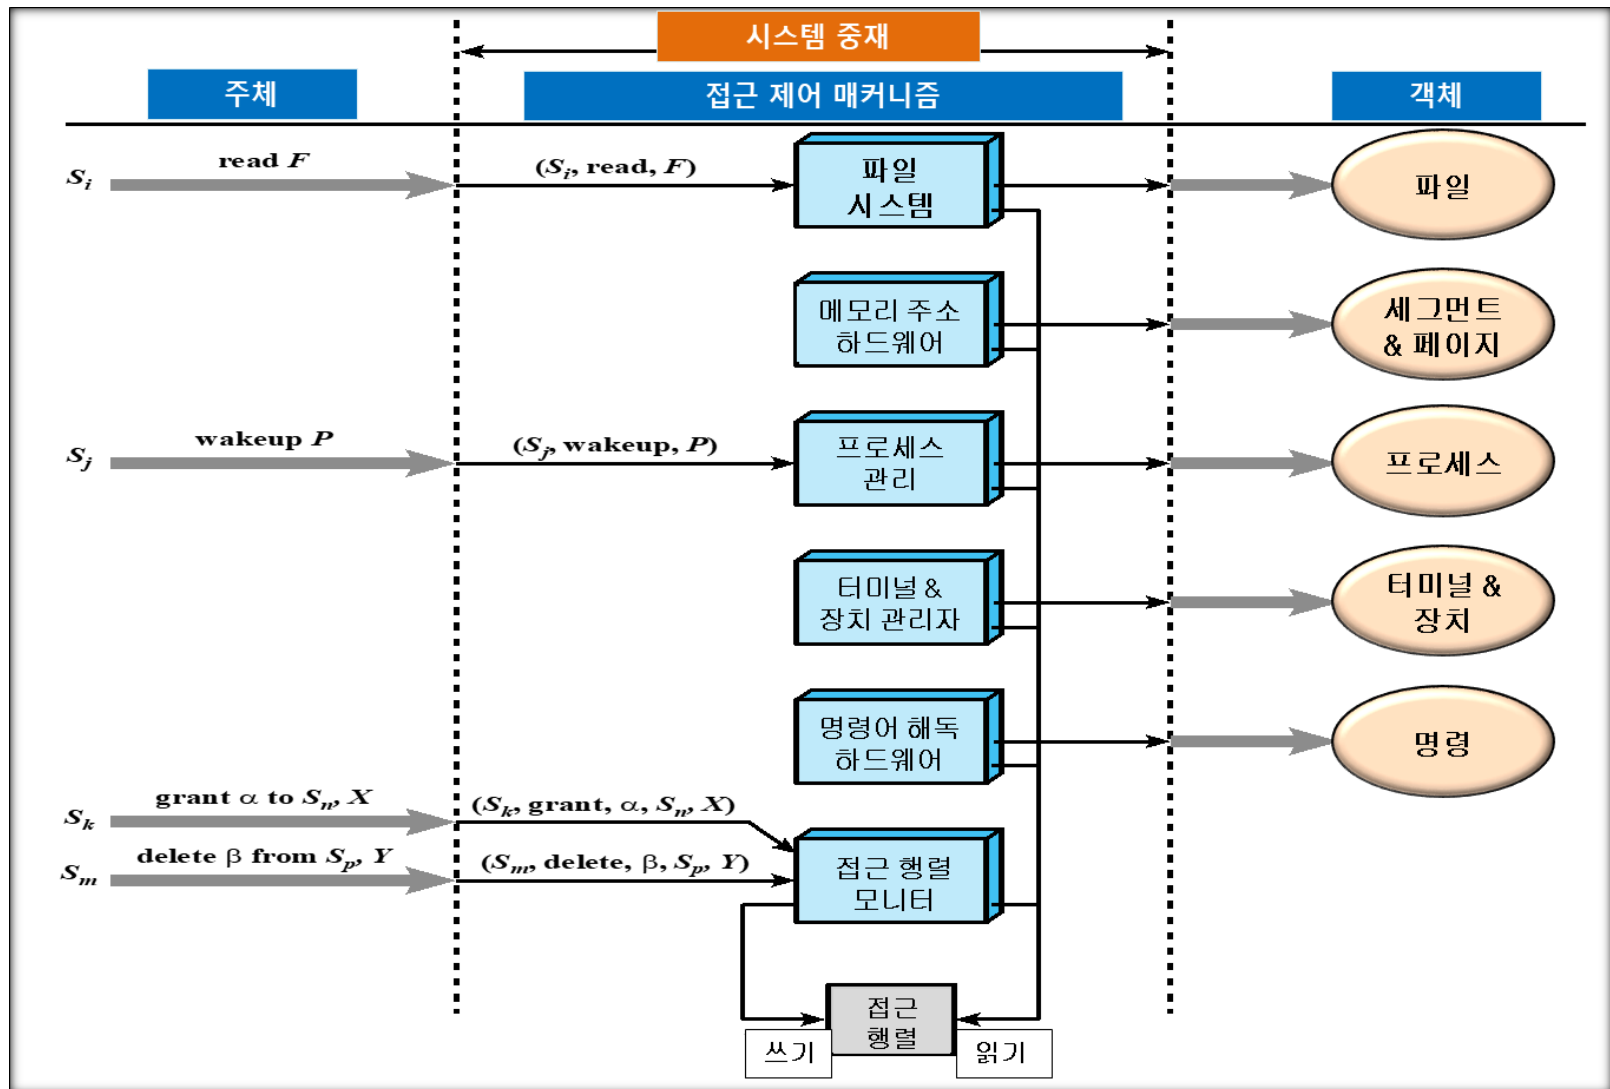 시스템 중재
주체
접근 제어 매커니즘
객체
Si
read F
(Si, read, F)
파일
시스템
파일
메모리 주소
하드웨어
세그먼트
& 페이지
Sj
wakeup P
(Sj, wakeup, P)
프로세스
관리
프로세스
터미널 &
장치 관리자
터미널 &
장치
명령어 해독
하드웨어
명령
Sk
grant α to Sn, X
(Sk, grant, α, Sn, X)
Sm
delete β from Sp, Y
(Sm, delete, β, Sp, Y)
접근 행렬
모니터
접근
행렬
쓰기
읽기